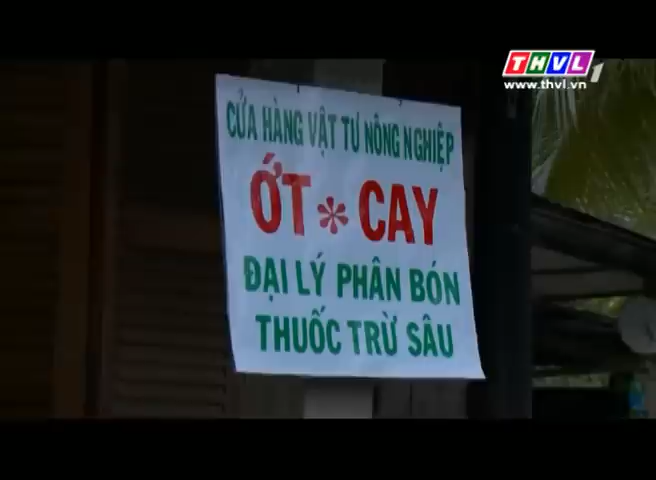 THVL1
www.thvl.vn
CỬA HÀNG VẬT TƯ NÔNG NGHIỆP
ỚT * CAY
ĐẠI LÝ PHÂN BÓN
THUỐC TRỪ SÂU